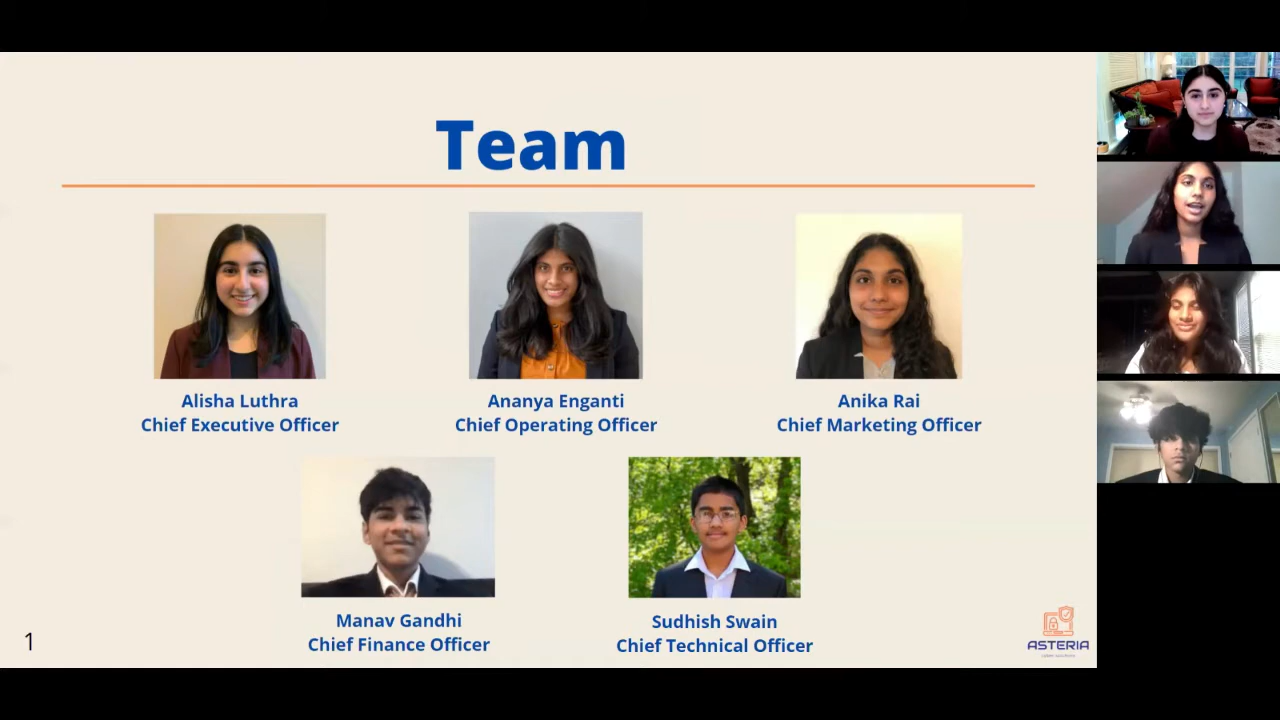 Team
Alisha Luthra
Chief Executive Officer
Ananya Enganti
Chief Operating Officer
Anika Rai
Chief Marketing Officer
Manav Gandhi
Chief Finance Officer
Sudhish Swain
Chief Technical Officer
1
ASTERIA